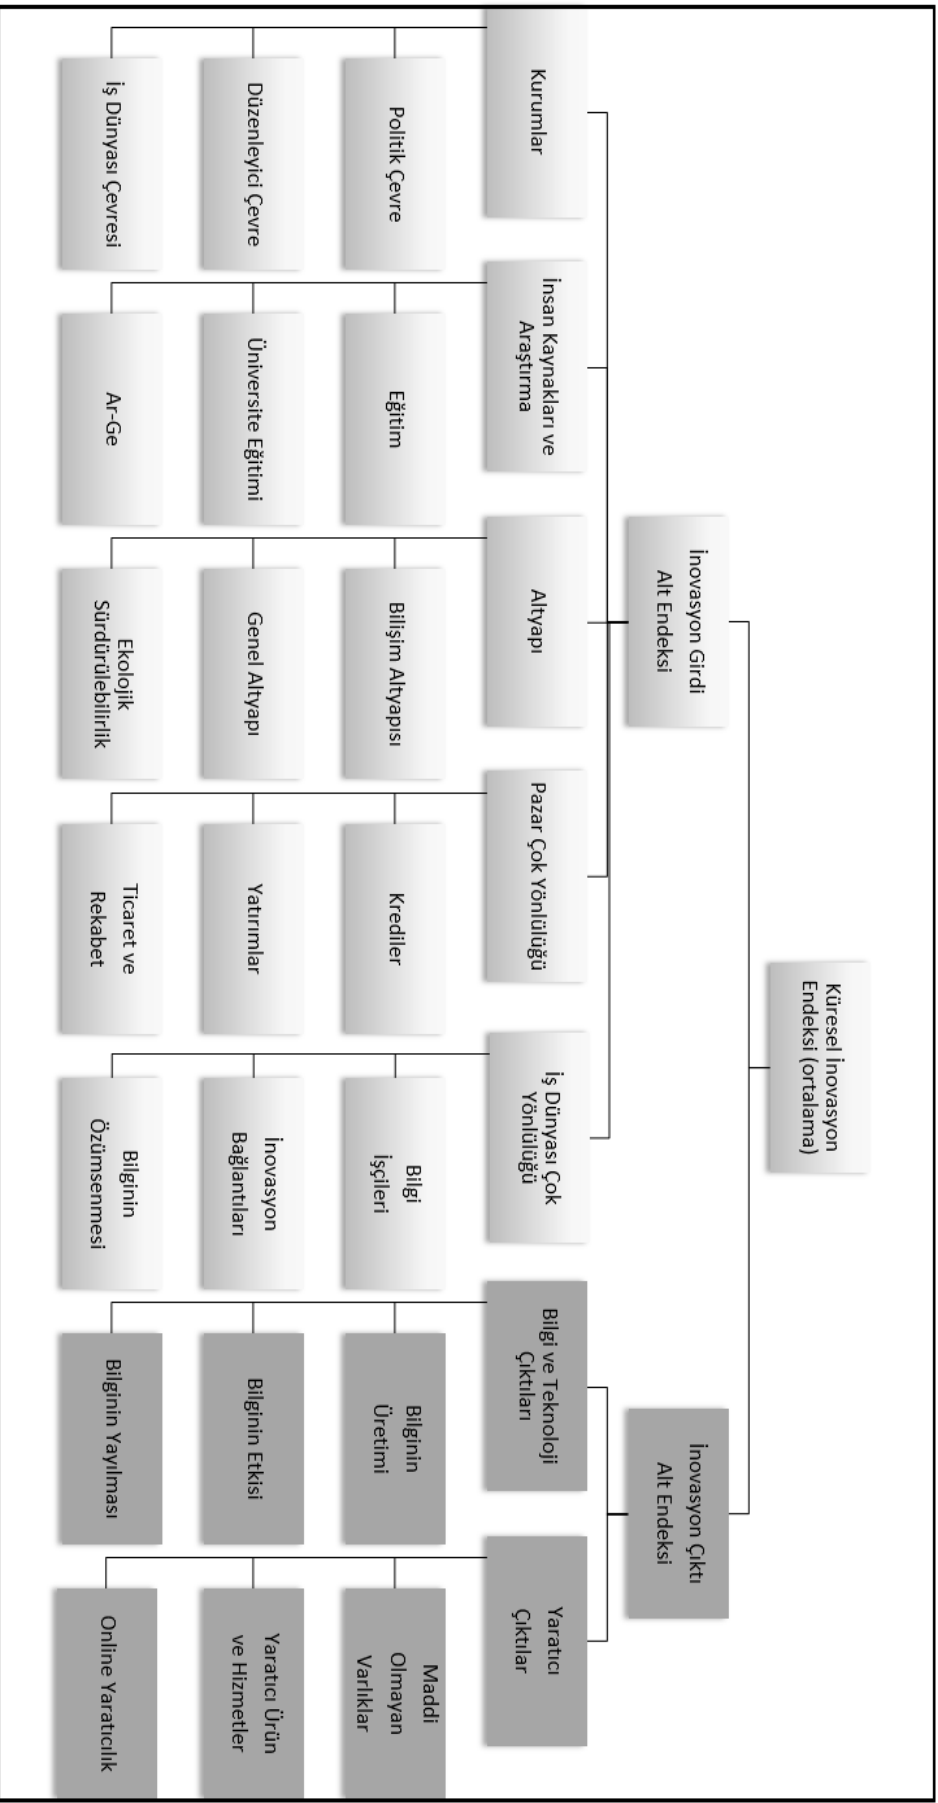 Küresel İnovasyon
Endeksi (ortalama)
İnovasyon Girdi
Alt Endeksi
İnovasyon Çıktı
Alt Endeksi
Kurumlar
İnsan Kaynakları ve
Araştırma
Altyapı
Pazar Çok Yönlülüğü
İş Dünyası Çok
Yönlülüğü
Bilgi ve Teknoloji
Çıktıları
Yaratıcı
Çıktılar
Politik Çevre
Eğitim
Bilişim Altyapısı
Krediler
Bilgi
İşçileri
Bilginin
Üretimi
Maddi
Olmayan
Varlıklar
Düzenleyici Çevre
Üniversite Eğitimi
Genel Altyapı
Yatırımlar
İnovasyon
Bağlantıları
Bilginin Etkisi
Yaratıcı Ürün
ve Hizmetler
İş Dünyası Çevresi
Ar-Ge
Ekolojik
Sürdürülebilirlik
Ticaret ve
Rekabet
Bilginin
Özümsenmesi
Bilginin Yayılması
Online Yaratıcılık